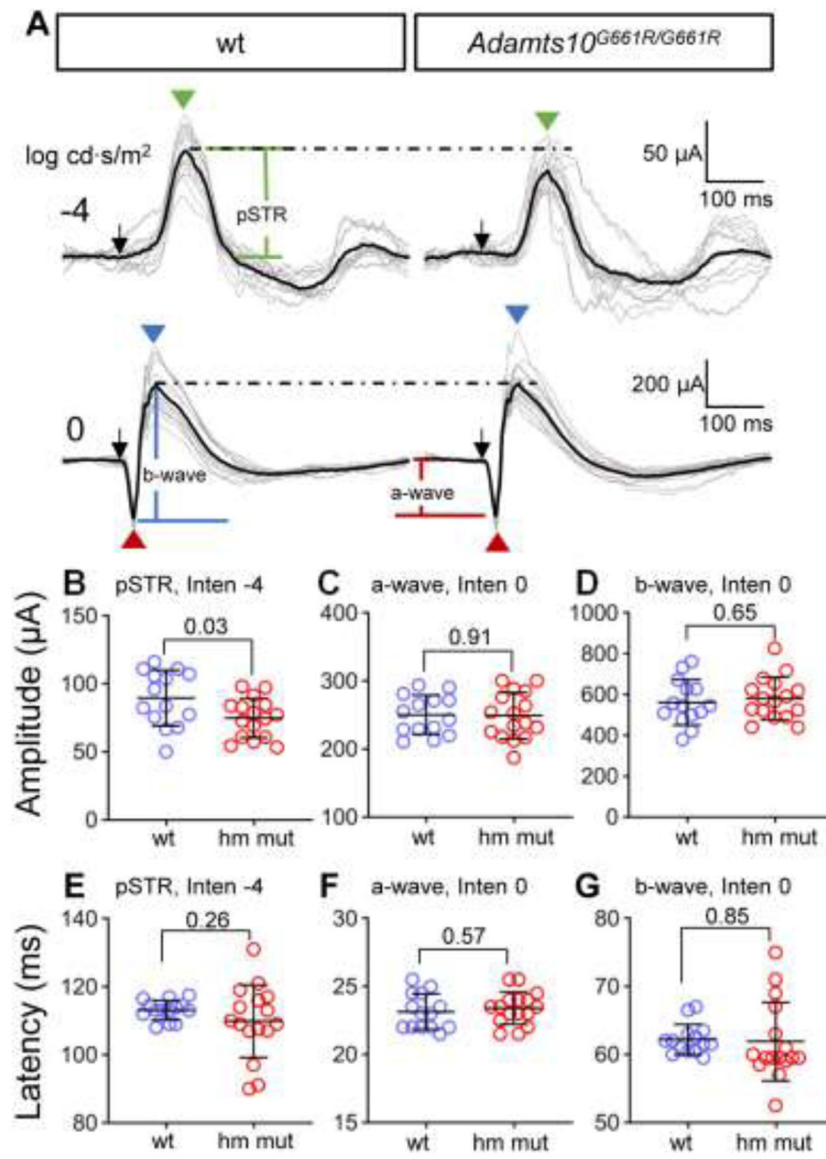 A
wt
Adamts10G661R/G661R
log cd·s/m2
-4
pSTR
50 µA
100 ms
0
b-wave
a-wave
200 µA
100 ms
Amplitude (µA)
B
pSTR, Inten -4
150
100
50
0
0.03
wt
hm mut
C
a-wave, Inten 0
400
300
200
100
0.91
wt
hm mut
D
b-wave, Inten 0
1000
800
600
400
200
0
0.65
wt
hm mut
Latency (ms)
E
pSTR, Inten -4
140
120
100
80
0.26
wt
hm mut
F
a-wave, Inten 0
30
25
20
15
0.57
wt
hm mut
G
b-wave, Inten 0
80
70
60
50
0.85
wt
hm mut